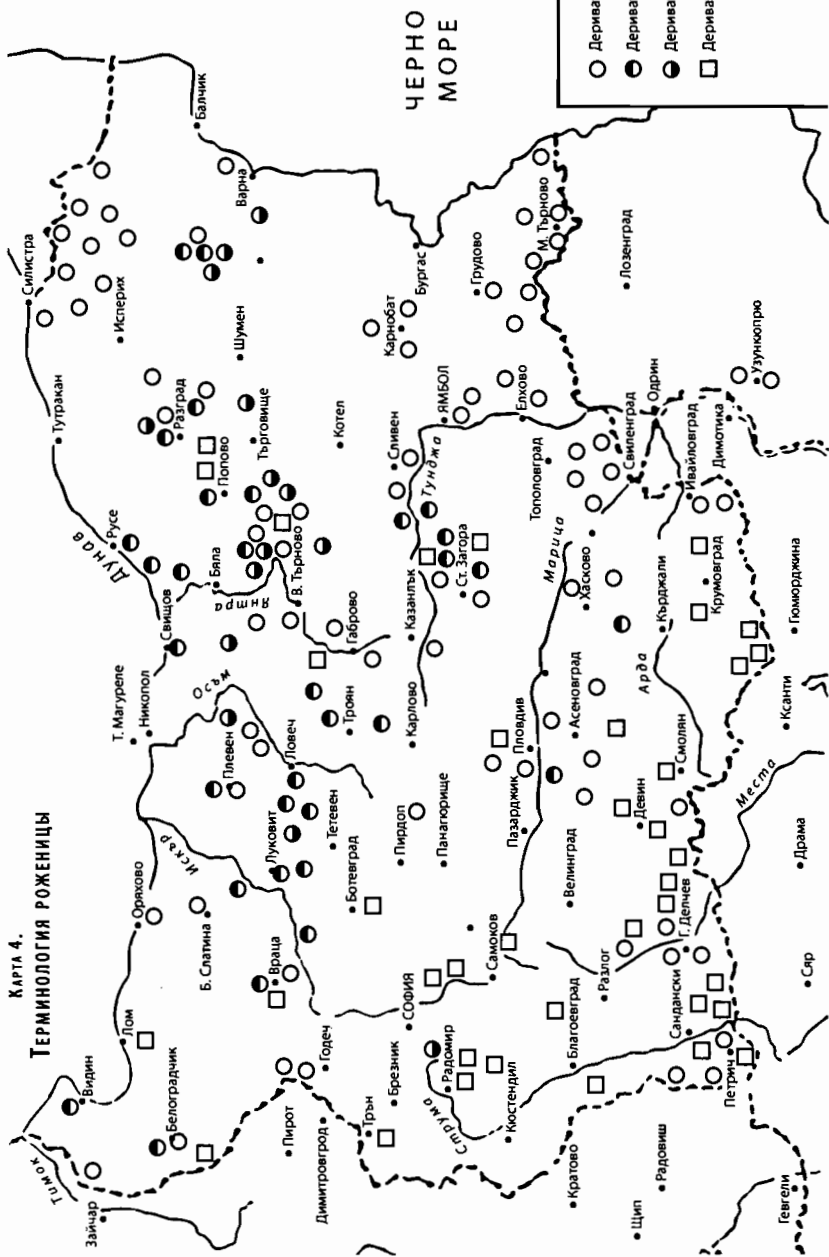 Карта 4.
Терминология роженицы
ЧЕРНО
МОРЕ
Дерива
Дерива
Дерива
Дерива
Тимок
Зайчар
Видин
Лом
Белоградчик
Оряхово
Искър
Б. Слатина
Враца
Т. Магуреле
Никопол
Осъм
Свищов
Плевен
Ловеч
Луковит
Тетевен
Троян
Ботевград
Дунав
Русе
Бяла
Янтра
В. Търново
Габрово
Тутракан
Силистра
Исперих
Разград
Попово
Търговище
Шумен
Котел
Варна
Балчик
Пирот
Годеч
Димитровград
Трън
Брезник
СОФИЯ
Радомир
Струма
Кюстендил
Самоков
Пирдоп
Панагюрище
Карлово
Казанлък
Ст. Загора
Сливен
Тунджа
ЯМБОЛ
Карнобат
Бургас
Елхово
Грудово
М. Търново
Пазарджик
Пловдив
Марица
Асеновград
Хасково
Тополовград
Свиленград
Одрин
Лозенград
Узункюпрю
Велинград
Девин
Смолян
Арда
Кърджали
Крумовград
Ивайловград
Димотика
Гюмюрджина
Ксанти
Места
Драма
Благоевград
Разлог
Г. Делчев
Сандански
Петрич
Сяр
Кратово
Щип
Радовиш
Гевгели